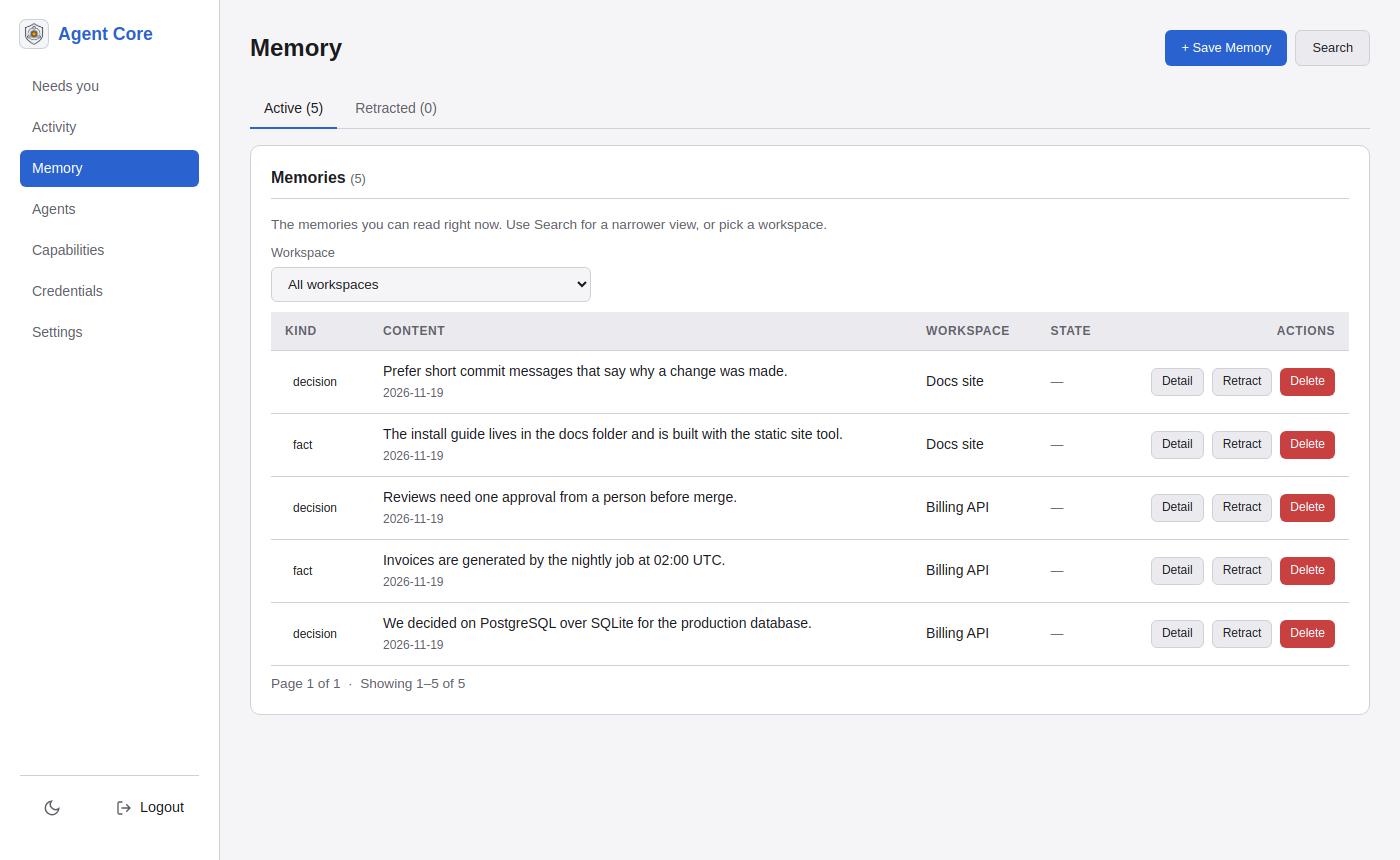 Agent Core
Needs you
Activity
Memory
Agents
Capabilities
Credentials
Settings
Logout
Memory
+ Save Memory
Search
Active (5)
Retracted (0)
Memories (5)
The memories you can read right now. Use Search for a narrower view, or pick a workspace.
Workspace
All workspaces
KIND CONTENT WORKSPACE STATE ACTIONS
decision Prefer short commit messages that say why a change was made. Docs site — Detail Retract Delete
2026-11-19
fact The install guide lives in the docs folder and is built with the static site tool. Docs site — Detail Retract Delete
2026-11-19
decision Reviews need one approval from a person before merge. Billing API — Detail Retract Delete
2026-11-19
fact Invoices are generated by the nightly job at 02:00 UTC. Billing API — Detail Retract Delete
2026-11-19
decision We decided on PostgreSQL over SQLite for the production database. Billing API — Detail Retract Delete
2026-11-19
Page 1 of 1 · Showing 1–5 of 5